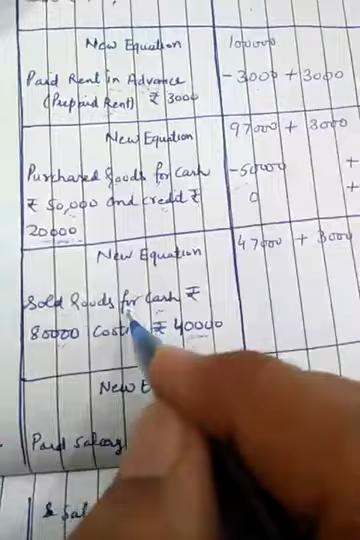 New Equation 100000
Paid Rent in Advance -3000 + 3000
(Prepaid Rent) ₹ 3000
New Equation 97000 + 3000
Purchased Goods for Cash -50000 +
₹ 50,000 and credit ₹ 0 +
20000
New Equation 47000 + 3000
Sold Goods for Cash ₹
80000 ₹ 40000
New
Paid Salary